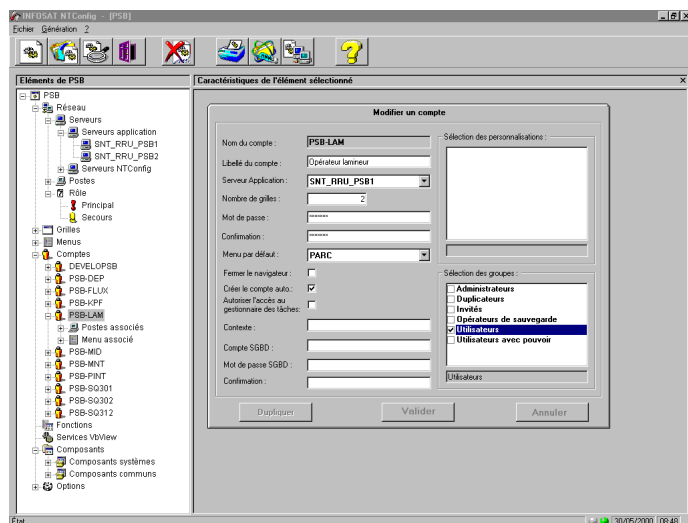 INFOSAT NTConfig - [PSB]
Fichier Génération ?
Eléments de PSB
Caractéristiques de l'élément sélectionné
PSB
Réseau
Serveurs
Serveurs application
SNT_RRU_PSB1
SNT_RRU_PSB2
Serveurs NTConfig
Postes
Rôle
Principal
Secours
Grilles
Menus
Comptes
DEVELOPSB
PSB-DEP
PSB-FLUX
PSB-KPF
PSB-LAM
Postes associés
Menu associé
PSB-MID
PSB-MNT
PSB-PINT
PSB-SQ301
PSB-SQ302
PSB-SQ312
Fonctions
Services VbView
Composants
Composants systèmes
Composants communs
Options
Modifier un compte
Nom du compte : PSB-LAM
Libellé du compte : Opérateur lamineur
Serveur Application : SNT_RRU_PSB1
Nombre de grilles : 2
Mot de passe : ********
Confirmation : ********
Menu par défaut : PARC
Fermer le navigateur :
Créer le compte auto.:
Autoriser l'accès au
gestionnaire des tâches:
Contexte :
Compte SGBD :
Mot de passe SGBD :
Confirmation :
Sélection des personnalisations :
Sélection des groupes :
Administrateurs
Duplicateurs
Invités
Opérateurs de sauvegarde
Utilisateurs
Utilisateurs avec pouvoir
Utilisateurs
Dupliquer Valider Annuler
État 30/05/2000 08:48